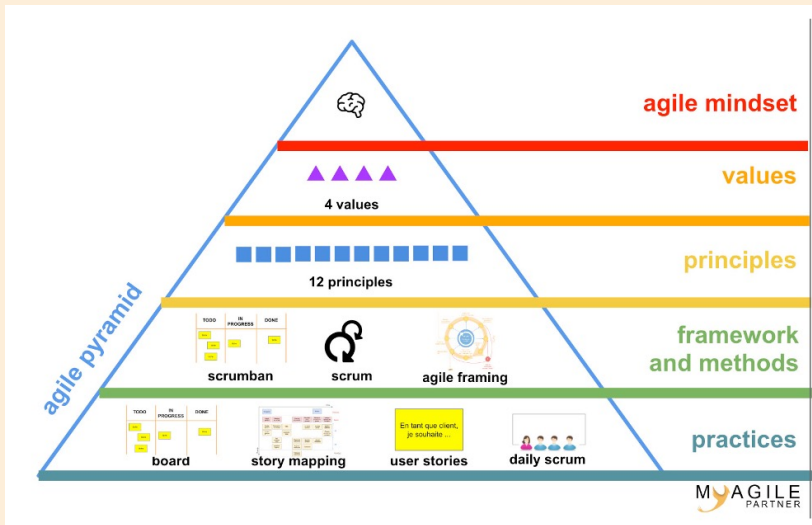 agile mindset
values
4 values
principles
12 principles
agile pyramid
framework
and methods
TODO
IN
PROGRESS
DONE
scrumban
scrum
agile framing
practices
TODO
IN
PROGRESS
DONE
En tant que client,
je souhaite ...
board
story mapping
user stories
daily scrum
MYAGILE
PARTNER